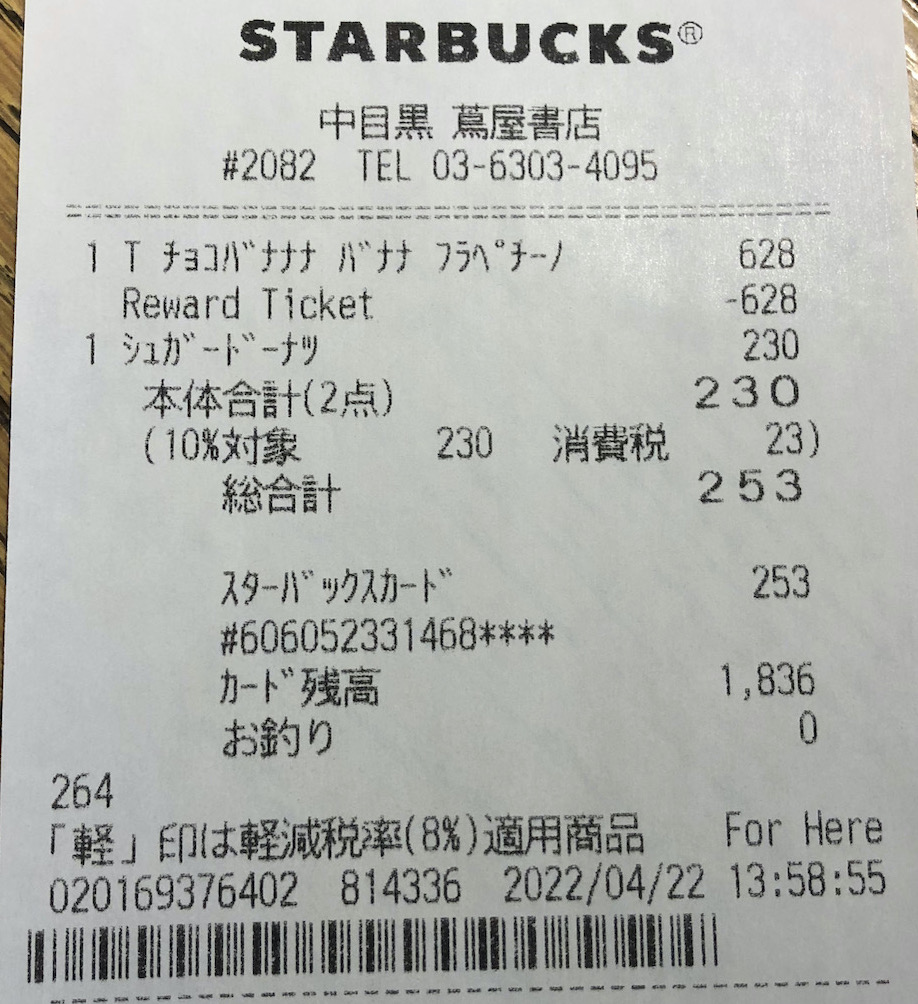 STARBUCKS®
中目黒 蔦屋書店
#2082 TEL 03-6303-4095
1 T チョコバナナナ バナナ フラペチーノ 628
Reward Ticket -628
1 シュガードーナツ 230
本体合計(2点) 230
(10%対象 230 消費税 23)
総合計 253
スターバックスカード 253
#606052331468****
カード残高 1,836
お釣り 0
264
「軽」印は軽減税率(8%)適用商品 For Here
020169376402 814336 2022/04/22 13:58:55